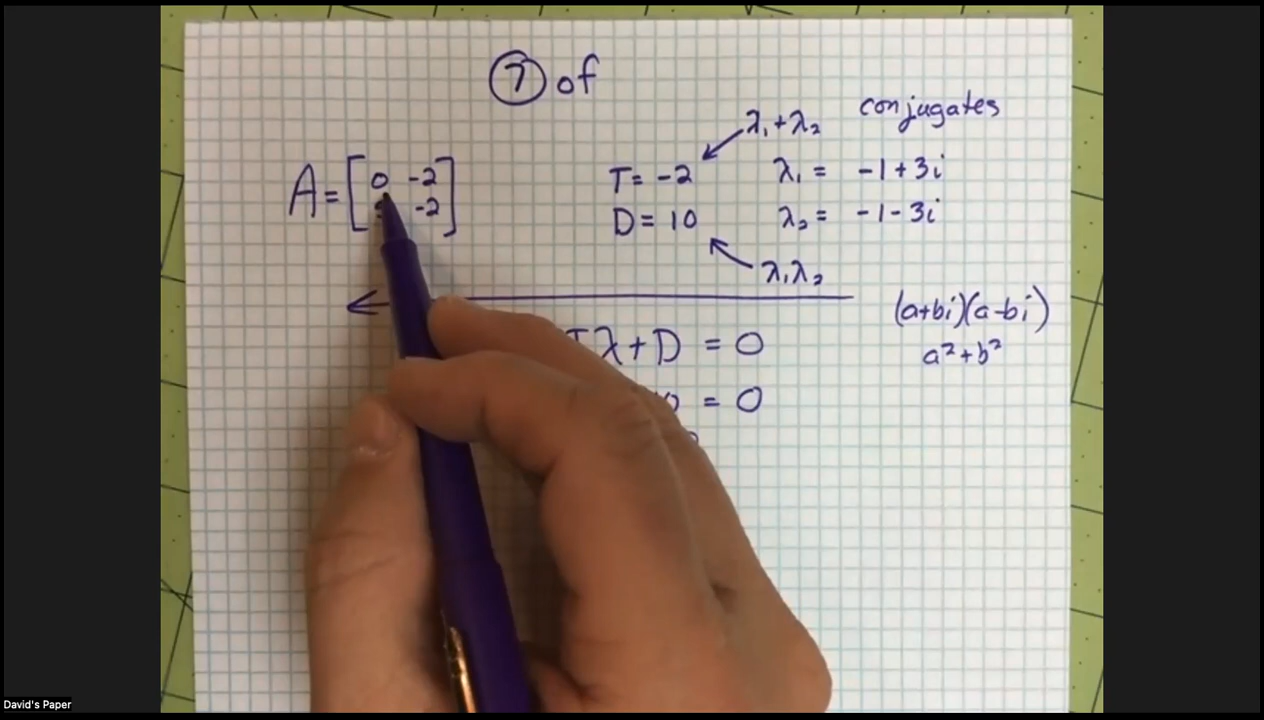 ⑦ of
conjugates
A = [ 0 -2
-2 ]
λ₁+λ₂
T = -2
D = 10
λ₁λ₂
λ₁ = -1+3i
λ₂ = -1-3i
(a+bi)(a-bi)
a²+b²
λ+D = 0
= 0
David's Paper